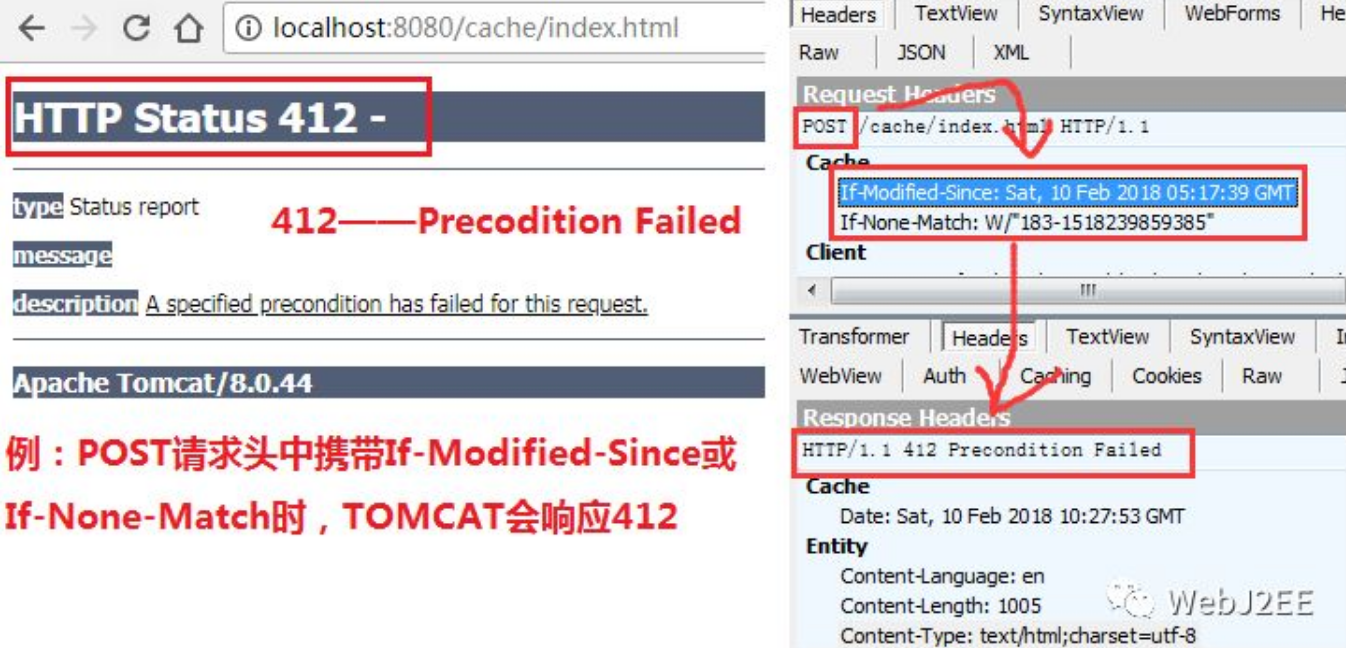 localhost:8080/cache/index.html
HTTP Status 412 -
type Status report
412——Precodition Failed
message
description A specified precondition has failed for this request.
Apache Tomcat/8.0.44
例：POST请求头中携带If-Modified-Since或
If-None-Match时，TOMCAT会响应412
Headers TextView SyntaxView WebForms He
Raw JSON XML
Request Headers
POST /cache/index.html HTTP/1.1
Cache
If-Modified-Since: Sat, 10 Feb 2018 05:17:39 GMT
If-None-Match: W/"183-1518239859385"
Client
Transformer Headers TextView SyntaxView
WebView Auth Caching Cookies Raw
Response Headers
HTTP/1.1 412 Precondition Failed
Cache
Date: Sat, 10 Feb 2018 10:27:53 GMT
Entity
Content-Language: en
Content-Length: 1005
Content-Type: text/html;charset=utf-8
WebJ2EE